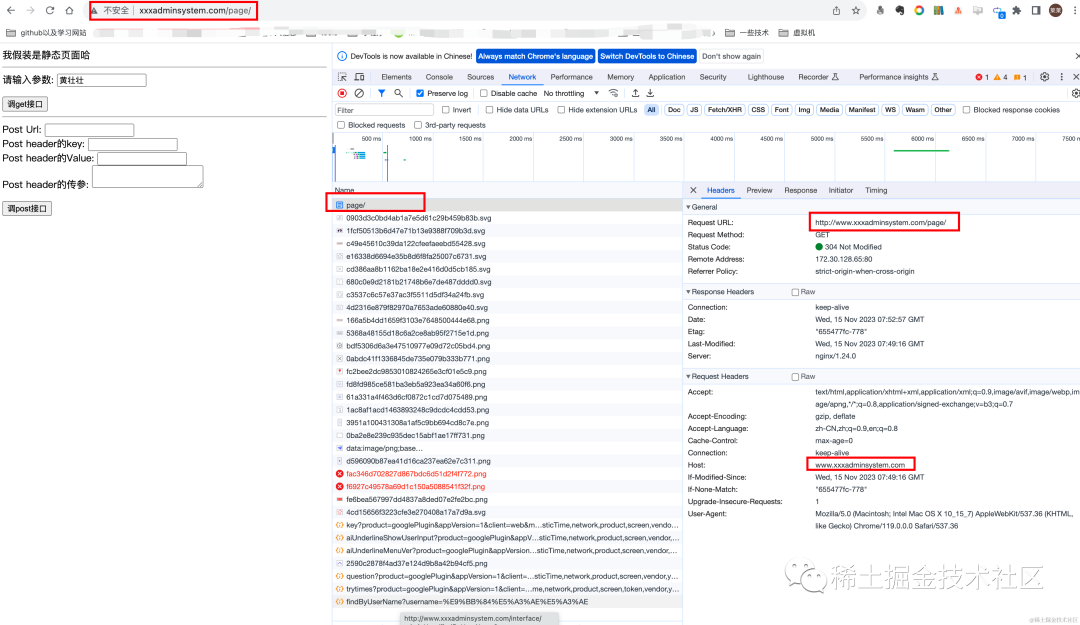 不安全 xxxadminsystem.com/page/
github以及学习网站
一些技术 虚拟机
我假装是静态页面哈
请输入参数: 黄壮壮
调get接口
Post Url:
Post header的key:
Post header的Value:
Post header的传参:
调post接口
DevTools is now available in Chinese! Always match Chrome's language Switch DevTools to Chinese Don't show again
Elements Console Sources Network Performance Memory Application Security Lighthouse Recorder Performance insights 1 4 1
Preserve log Disable cache No throttling
Filter Invert Hide data URLs Hide extension URLs All Doc JS Fetch/XHR CSS Font Img Media Manifest WS Wasm Other Blocked response cookies
Blocked requests 3rd-party requests
500 ms 1000 ms 1500 ms 2000 ms 2500 ms 3000 ms 3500 ms 4000 ms 4500 ms 5000 ms 5500 ms 6000 ms 6500 ms 7000 ms 7500
Name
page/
0903d3c0bd4ab1a7e5d61c29b459b83b.svg
1fcf50513b6d47e71b13e9388f709b3d.svg
c49e45610c39da122cfeefaeebd55428.svg
e16338d6694e35b8d6f8fa25007c6731.svg
cd386aa8b1162ba18e2e416d0d5cb185.svg
680c0e9d2181b21748b6e7de487dddd0.svg
c3537c6c57e37ac3f5511d5df34a24fb.svg
4d2316e879f82970a7653ade60880e40.svg
166a5b4dd1659f3103e7648500444e68.png
5368a48155d18c6a2ce8ab95f2715e1d.png
bdf5306d6a3e47510977e09d72c05bd4.png
0abdc41f1336845de735e079b333b771.png
fc2bee2dc9853010824265e3cf01e5c9.png
fd8fd985ce581ba3eb5a923ea34a60f6.png
61a331a4f463d6cf0872c1cd7d075489.png
1ac8af1acd1463893248c9dcdc4cdd53.png
3951a100431308a1af5c9bb694cd8c7e.png
0ba2e8e239c935dec15abf1ae17ff731.png
data:image/png;base...
d596090b87ea41d16ca237ea62e7c311.png
fac346d702827d867bdc6d51d2f4f772.png
f6927c49578a69d1c150a5088541f32f.png
fe6bea567997dd4837a8ded07e2fe2bc.png
4cd15656f3223cfe3e270408a17a7d9a.svg
key?product=googlePlugin&appVersion=1&client=web&m...sticTime,network,product,screen,vendo...
aiUnderlineShowUserInput?product=googlePlugin&appV...sticTime,network,product,screen,vendor,...
aiUnderlineMenuVer?product=googlePlugin&appVersion...sticTime,network,product,screen,vendor,...
2590c2878f4ad37e124d9b8a42b94cf5.png
question?product=googlePlugin&appVersion=1&client=...sticTime,network,product,screen,vendor,y...
trytimes?product=googlePlugin&appVersion=1&client=...me,network,product,screen,token,vendor,y...
findByUserName?username=%E9%BB%84%E5%A3%AE%E5%A3%AE
http://www.xxxadminsystem.com/interface/
Headers Preview Response Initiator Timing
General
Request URL: http://www.xxxadminsystem.com/page/
Request Method: GET
Status Code: 304 Not Modified
Remote Address: 172.30.128.65:80
Referrer Policy: strict-origin-when-cross-origin
Response Headers Raw
Connection: keep-alive
Date: Wed, 15 Nov 2023 07:52:57 GMT
Etag: "655477fc-778"
Last-Modified: Wed, 15 Nov 2023 07:49:16 GMT
Server: nginx/1.24.0
Request Headers Raw
Accept: text/html,application/xhtml+xml,application/xml;q=0.9,image/avif,image/webp,im
age/apng,*/*;q=0.8,application/signed-exchange;v=b3;q=0.7
Accept-Encoding: gzip, deflate
Accept-Language: zh-CN,zh;q=0.9,en;q=0.8
Cache-Control: max-age=0
Connection: keep-alive
Host: www.xxxadminsystem.com
If-Modified-Since: Wed, 15 Nov 2023 07:49:16 GMT
If-None-Match: "655477fc-778"
Upgrade-Insecure-Requests: 1
User-Agent: Mozilla/5.0 (Macintosh; Intel Mac OS X 10_15_7) AppleWebKit/537.36 (KHTML,
like Gecko) Chrome/119.0.0.0 Safari/537.36
稀土掘金技术社区
@稀土掘金技术社区